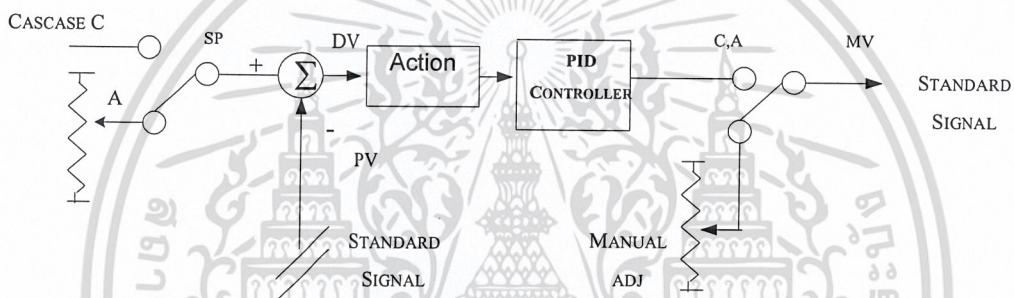 CASCASE C
SP
DV
C,A
MV
+
Σ
Action
PID
CONTROLLER
A
-
PV
STANDARD
SIGNAL
STANDARD
SIGNAL
MANUAL
ADJ